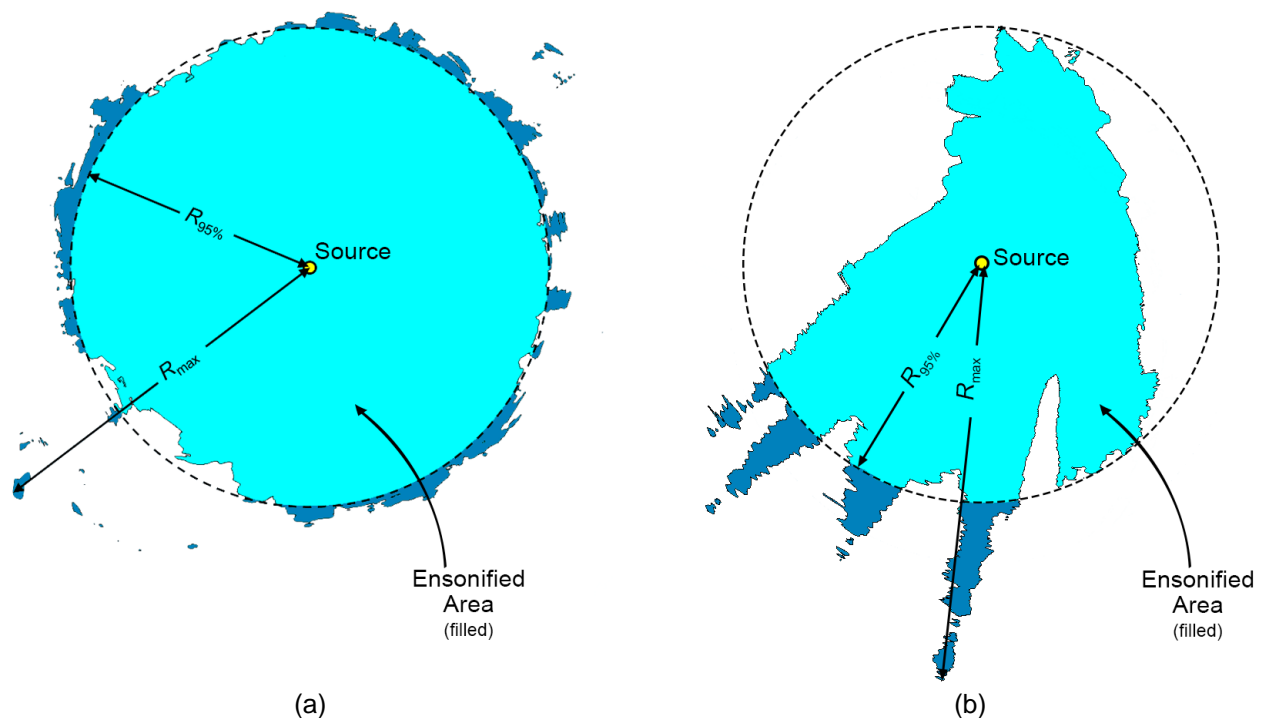 R95%
Source
Rmax
Ensonified
Area
(filled)
(a)
Source
R95%
Rmax
Ensonified
Area
(filled)
(b)